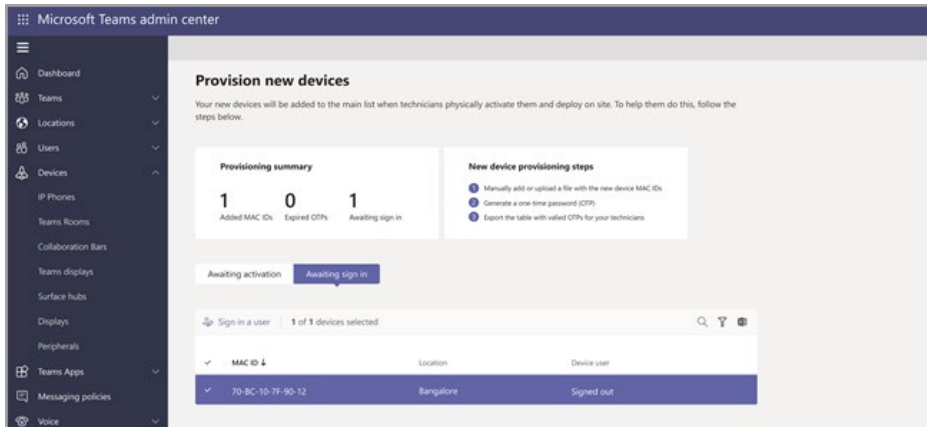 Microsoft Teams admin center
Dashboard
Teams
Locations
Users
Devices
IP Phones
Teams Rooms
Collaboration Bars
Teams displays
Surface hubs
Displays
Peripherals
Teams Apps
Messaging policies
Voice
Provision new devices
Your new devices will be added to the main list when technicians physically activate them and deploy on site. To help them do this, follow the
steps below.
Provisioning summary
1 0 1
Added MAC IDs Expired OTPs Awaiting sign in
New device provisioning steps
1 Manually add or upload a file with the new device MAC IDs
2 Generate a one-time password (OTP)
3 Export the table with valied OTPs for your technicians
Awaiting activation Awaiting sign in
Sign in a user 1 of 1 devices selected
MAC ID ↓ Location Device user
70-BC-10-7F-90-12 Bangalore Signed out